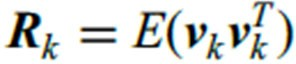 R_k = E(v_k v_k^T)